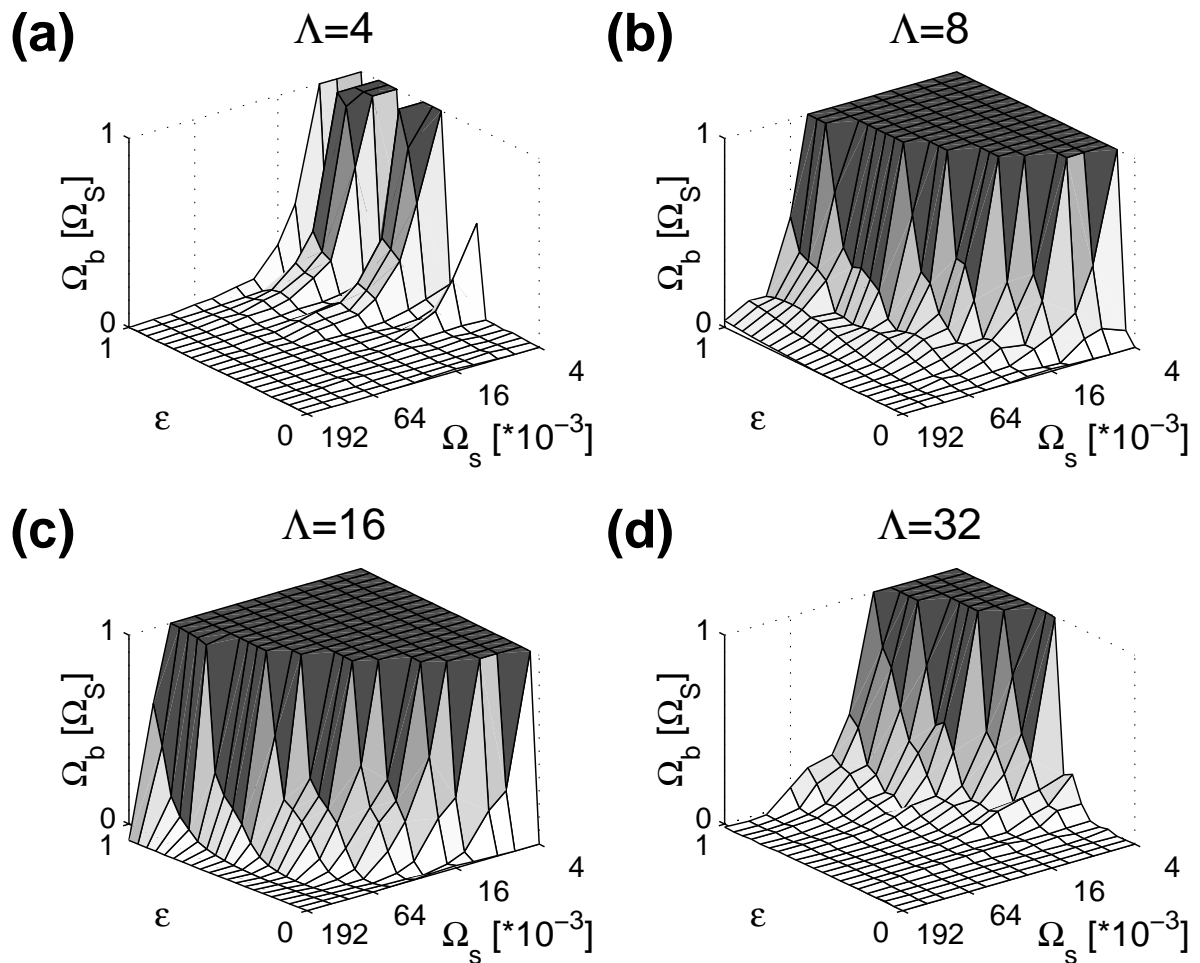 (a) Λ=4
1
Ω_b [Ω_S]
0
1
ε
0
192
64
16
4
Ω_s [*10^−3]
(b) Λ=8
1
Ω_b [Ω_S]
0
1
ε
0
192
64
16
4
Ω_s [*10^−3]
(c) Λ=16
1
Ω_b [Ω_S]
0
1
ε
0
192
64
16
4
Ω_s [*10^−3]
(d) Λ=32
1
Ω_b [Ω_S]
0
1
ε
0
192
64
16
4
Ω_s [*10^−3]